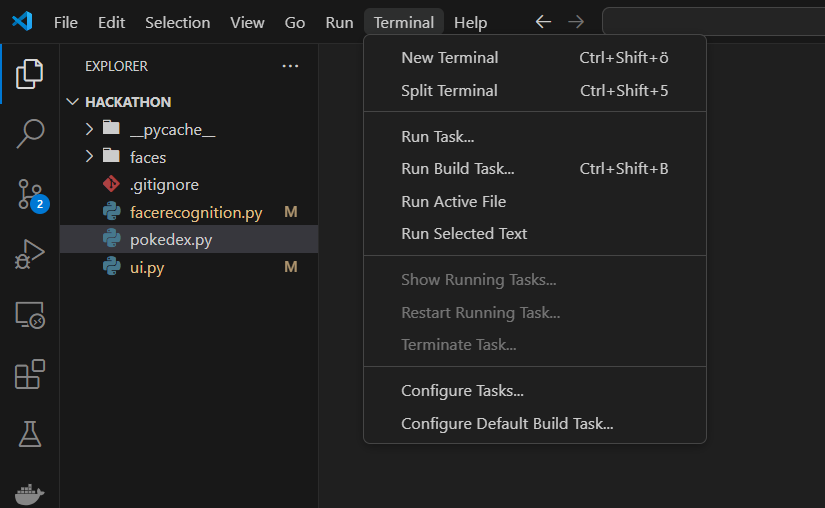 File Edit Selection View Go Run Terminal Help
EXPLORER
HACKATHON
__pycache__
faces
.gitignore
facerecognition.py M
pokedex.py
ui.py M
2
New Terminal Ctrl+Shift+ö
Split Terminal Ctrl+Shift+5
Run Task...
Run Build Task... Ctrl+Shift+B
Run Active File
Run Selected Text
Show Running Tasks...
Restart Running Task...
Terminate Task...
Configure Tasks...
Configure Default Build Task...